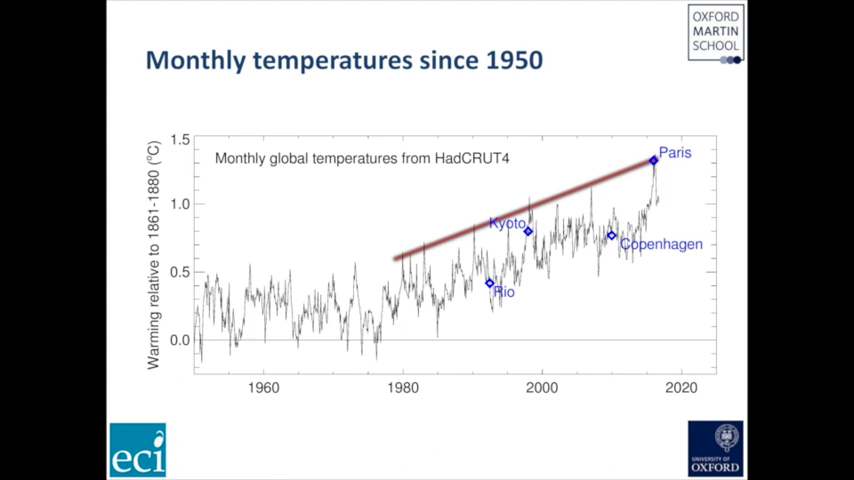 OXFORD
MARTIN
SCHOOL
Monthly temperatures since 1950
Warming relative to 1861-1880 (°C)
1.5
1.0
0.5
0.0
Monthly global temperatures from HadCRUT4
Paris
Kyoto
Copenhagen
Rio
1960
1980
2000
2020
eci
UNIVERSITY OF
OXFORD